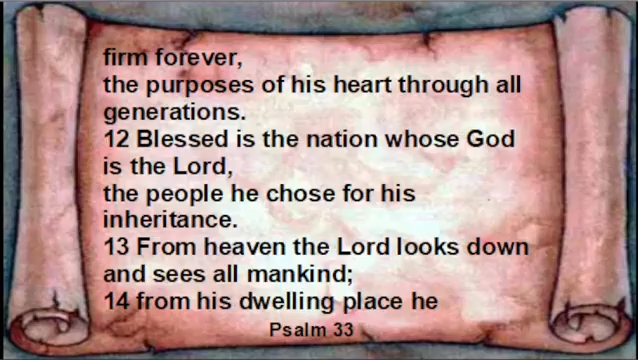 firm forever,
the purposes of his heart through all
generations.
12 Blessed is the nation whose God
is the Lord,
the people he chose for his
inheritance.
13 From heaven the Lord looks down
and sees all mankind;
14 from his dwelling place he
Psalm 33